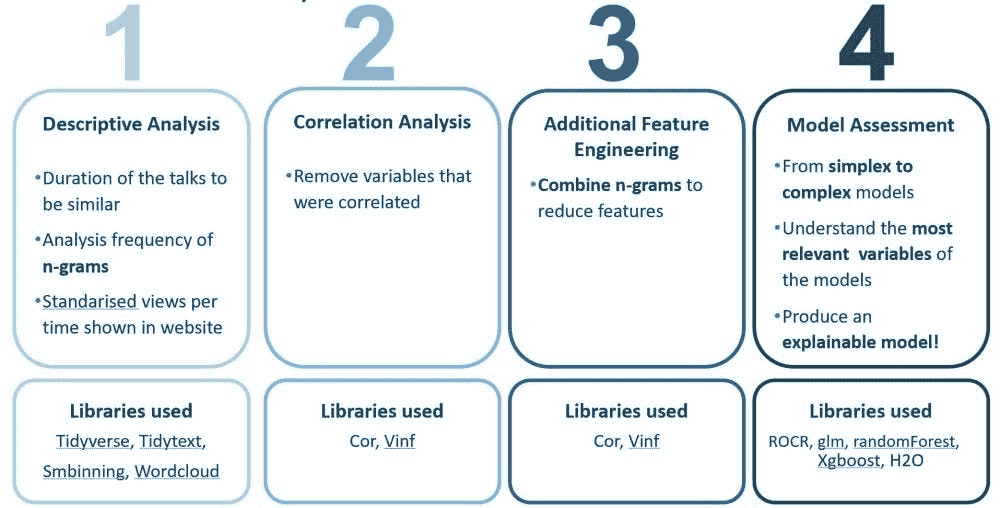 1
2
3
4
Descriptive Analysis
•Duration of the talks to
be similar
•Analysis frequency of
n-grams
•Standarised views per
time shown in website
Correlation Analysis
•Remove variables that
were correlated
Additional Feature
Engineering
•Combine n-grams to
reduce features
Model Assessment
•From simplex to
complex models
•Understand the most
relevant variables of
the models
•Produce an
explainable model!
Libraries used
Tidyverse, Tidytext,
Smbinning, Wordcloud
Libraries used
Cor, Vinf
Libraries used
Cor, Vinf
Libraries used
ROCR, glm, randomForest,
Xgboost, H2O